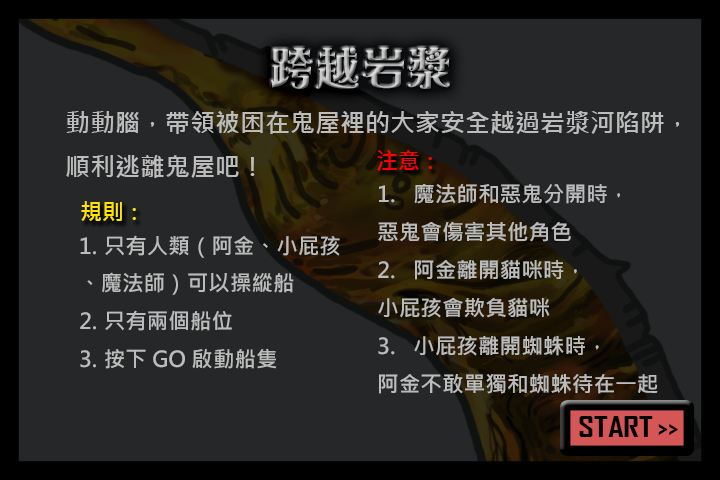 跨越岩漿
動動腦，帶領被困在鬼屋裡的大家安全越過岩漿河陷阱，
順利逃離鬼屋吧！
規則：
1. 只有人類（阿金、小屁孩
、魔法師）可以操縱船
2. 只有兩個船位
3. 按下 GO 啟動船隻
注意：
1. 魔法師和惡鬼分開時，
惡鬼會傷害其他角色
2. 阿金離開貓咪時，
小屁孩會欺負貓咪
3. 小屁孩離開蜘蛛時，
阿金不敢單獨和蜘蛛待在一起
START >>